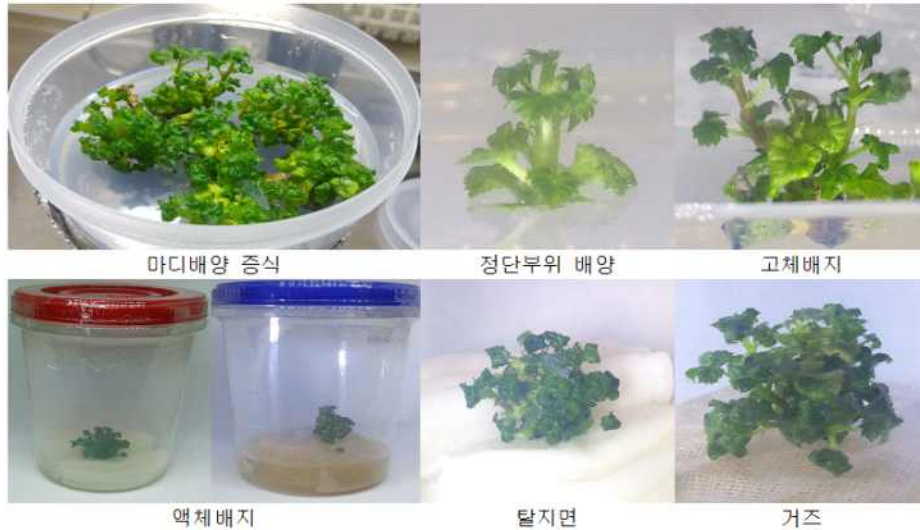 마디배양 증식
정단부위 배양
고체배지
액체배지
탈지면
거즈